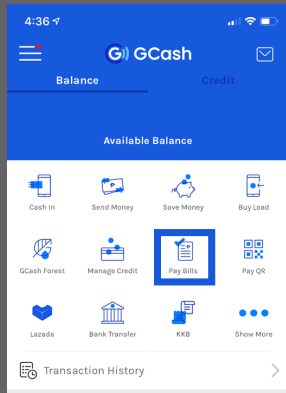 4:36
G) GCash
Balance Credit
Available Balance
Cash In Send Money Save Money Buy Load
GCash Forest Manage Credit Pay Bills Pay QR
Lazada Bank Transfer KKB Show More
Transaction History